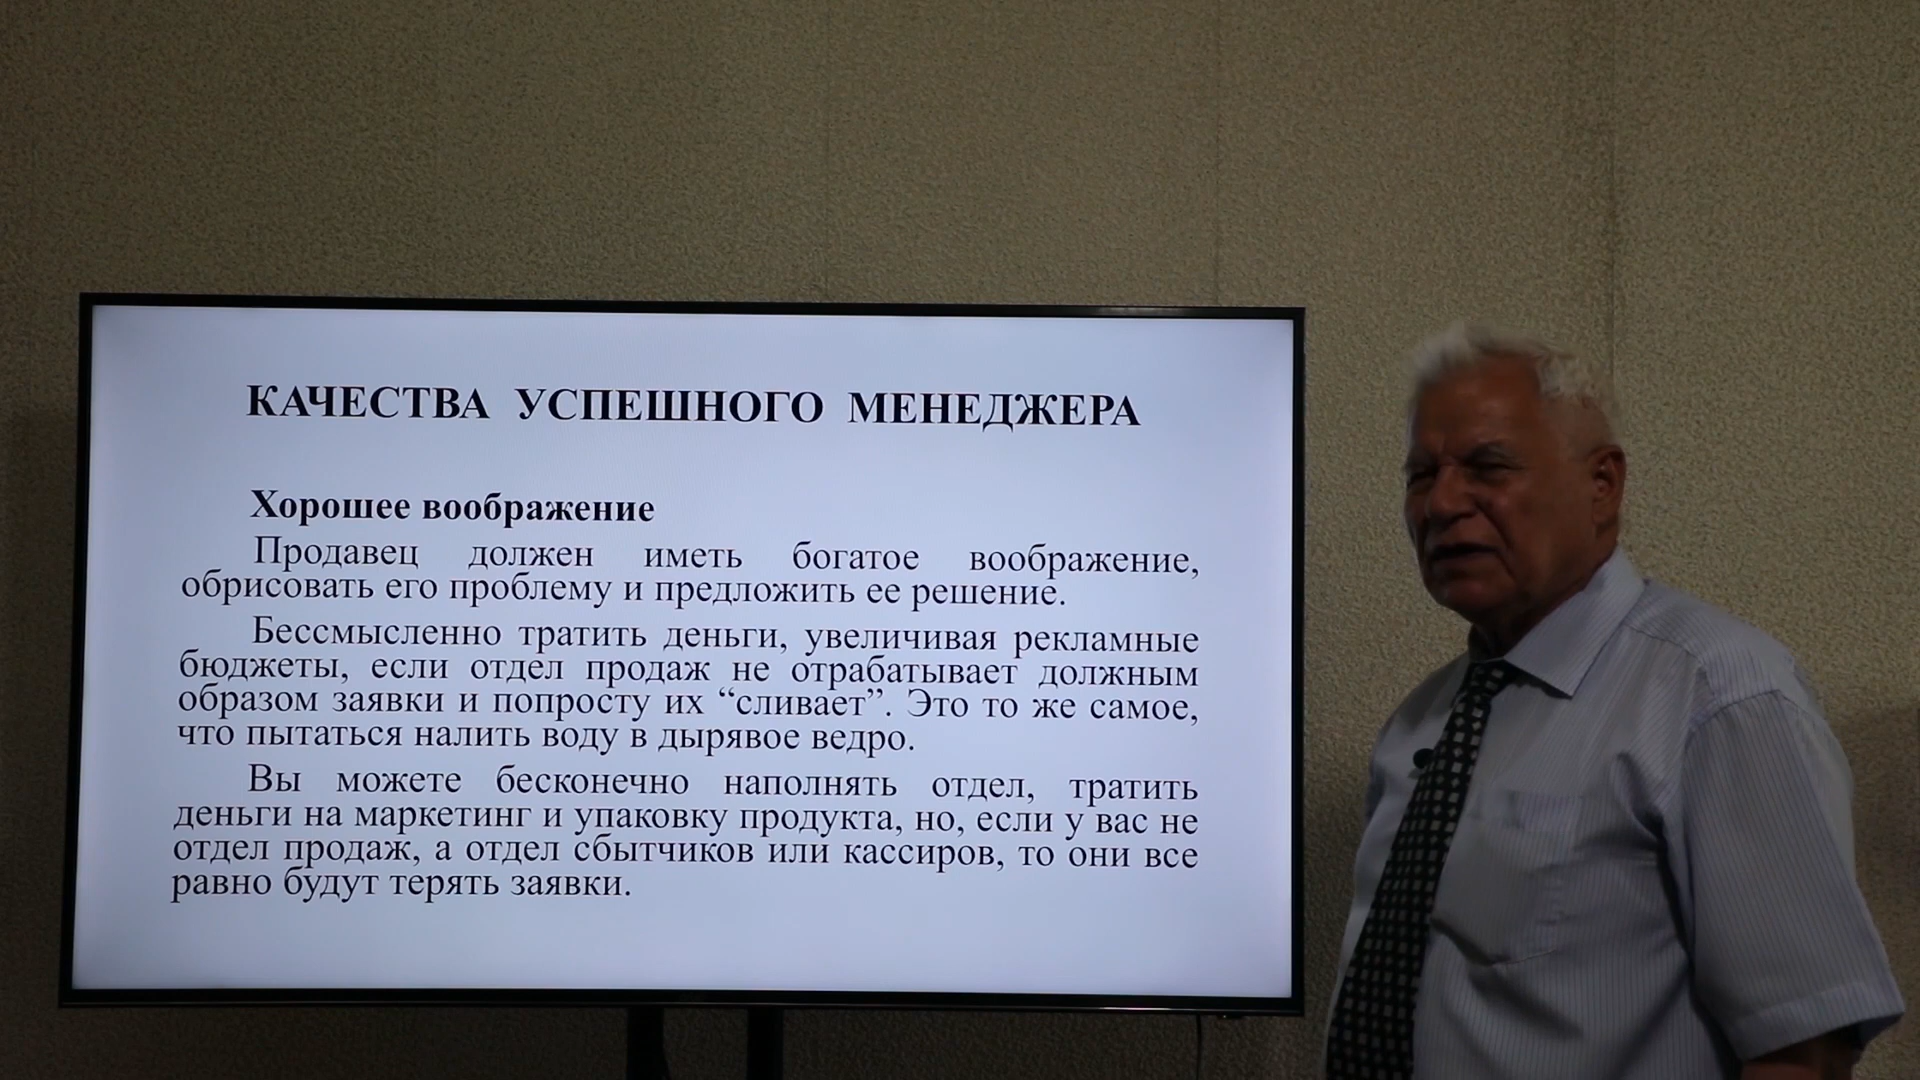 КАЧЕСТВА УСПЕШНОГО МЕНЕДЖЕРА
Хорошее воображение
Продавец должен иметь богатое воображение,
обрисовать его проблему и предложить ее решение.
Бессмысленно тратить деньги, увеличивая рекламные
бюджеты, если отдел продаж не отрабатывает должным
образом заявки и попросту их “сливает”. Это то же самое,
что пытаться налить воду в дырявое ведро.
Вы можете бесконечно наполнять отдел, тратить
деньги на маркетинг и упаковку продукта, но, если у вас не
отдел продаж, а отдел сбытчиков или кассиров, то они все
равно будут терять заявки.